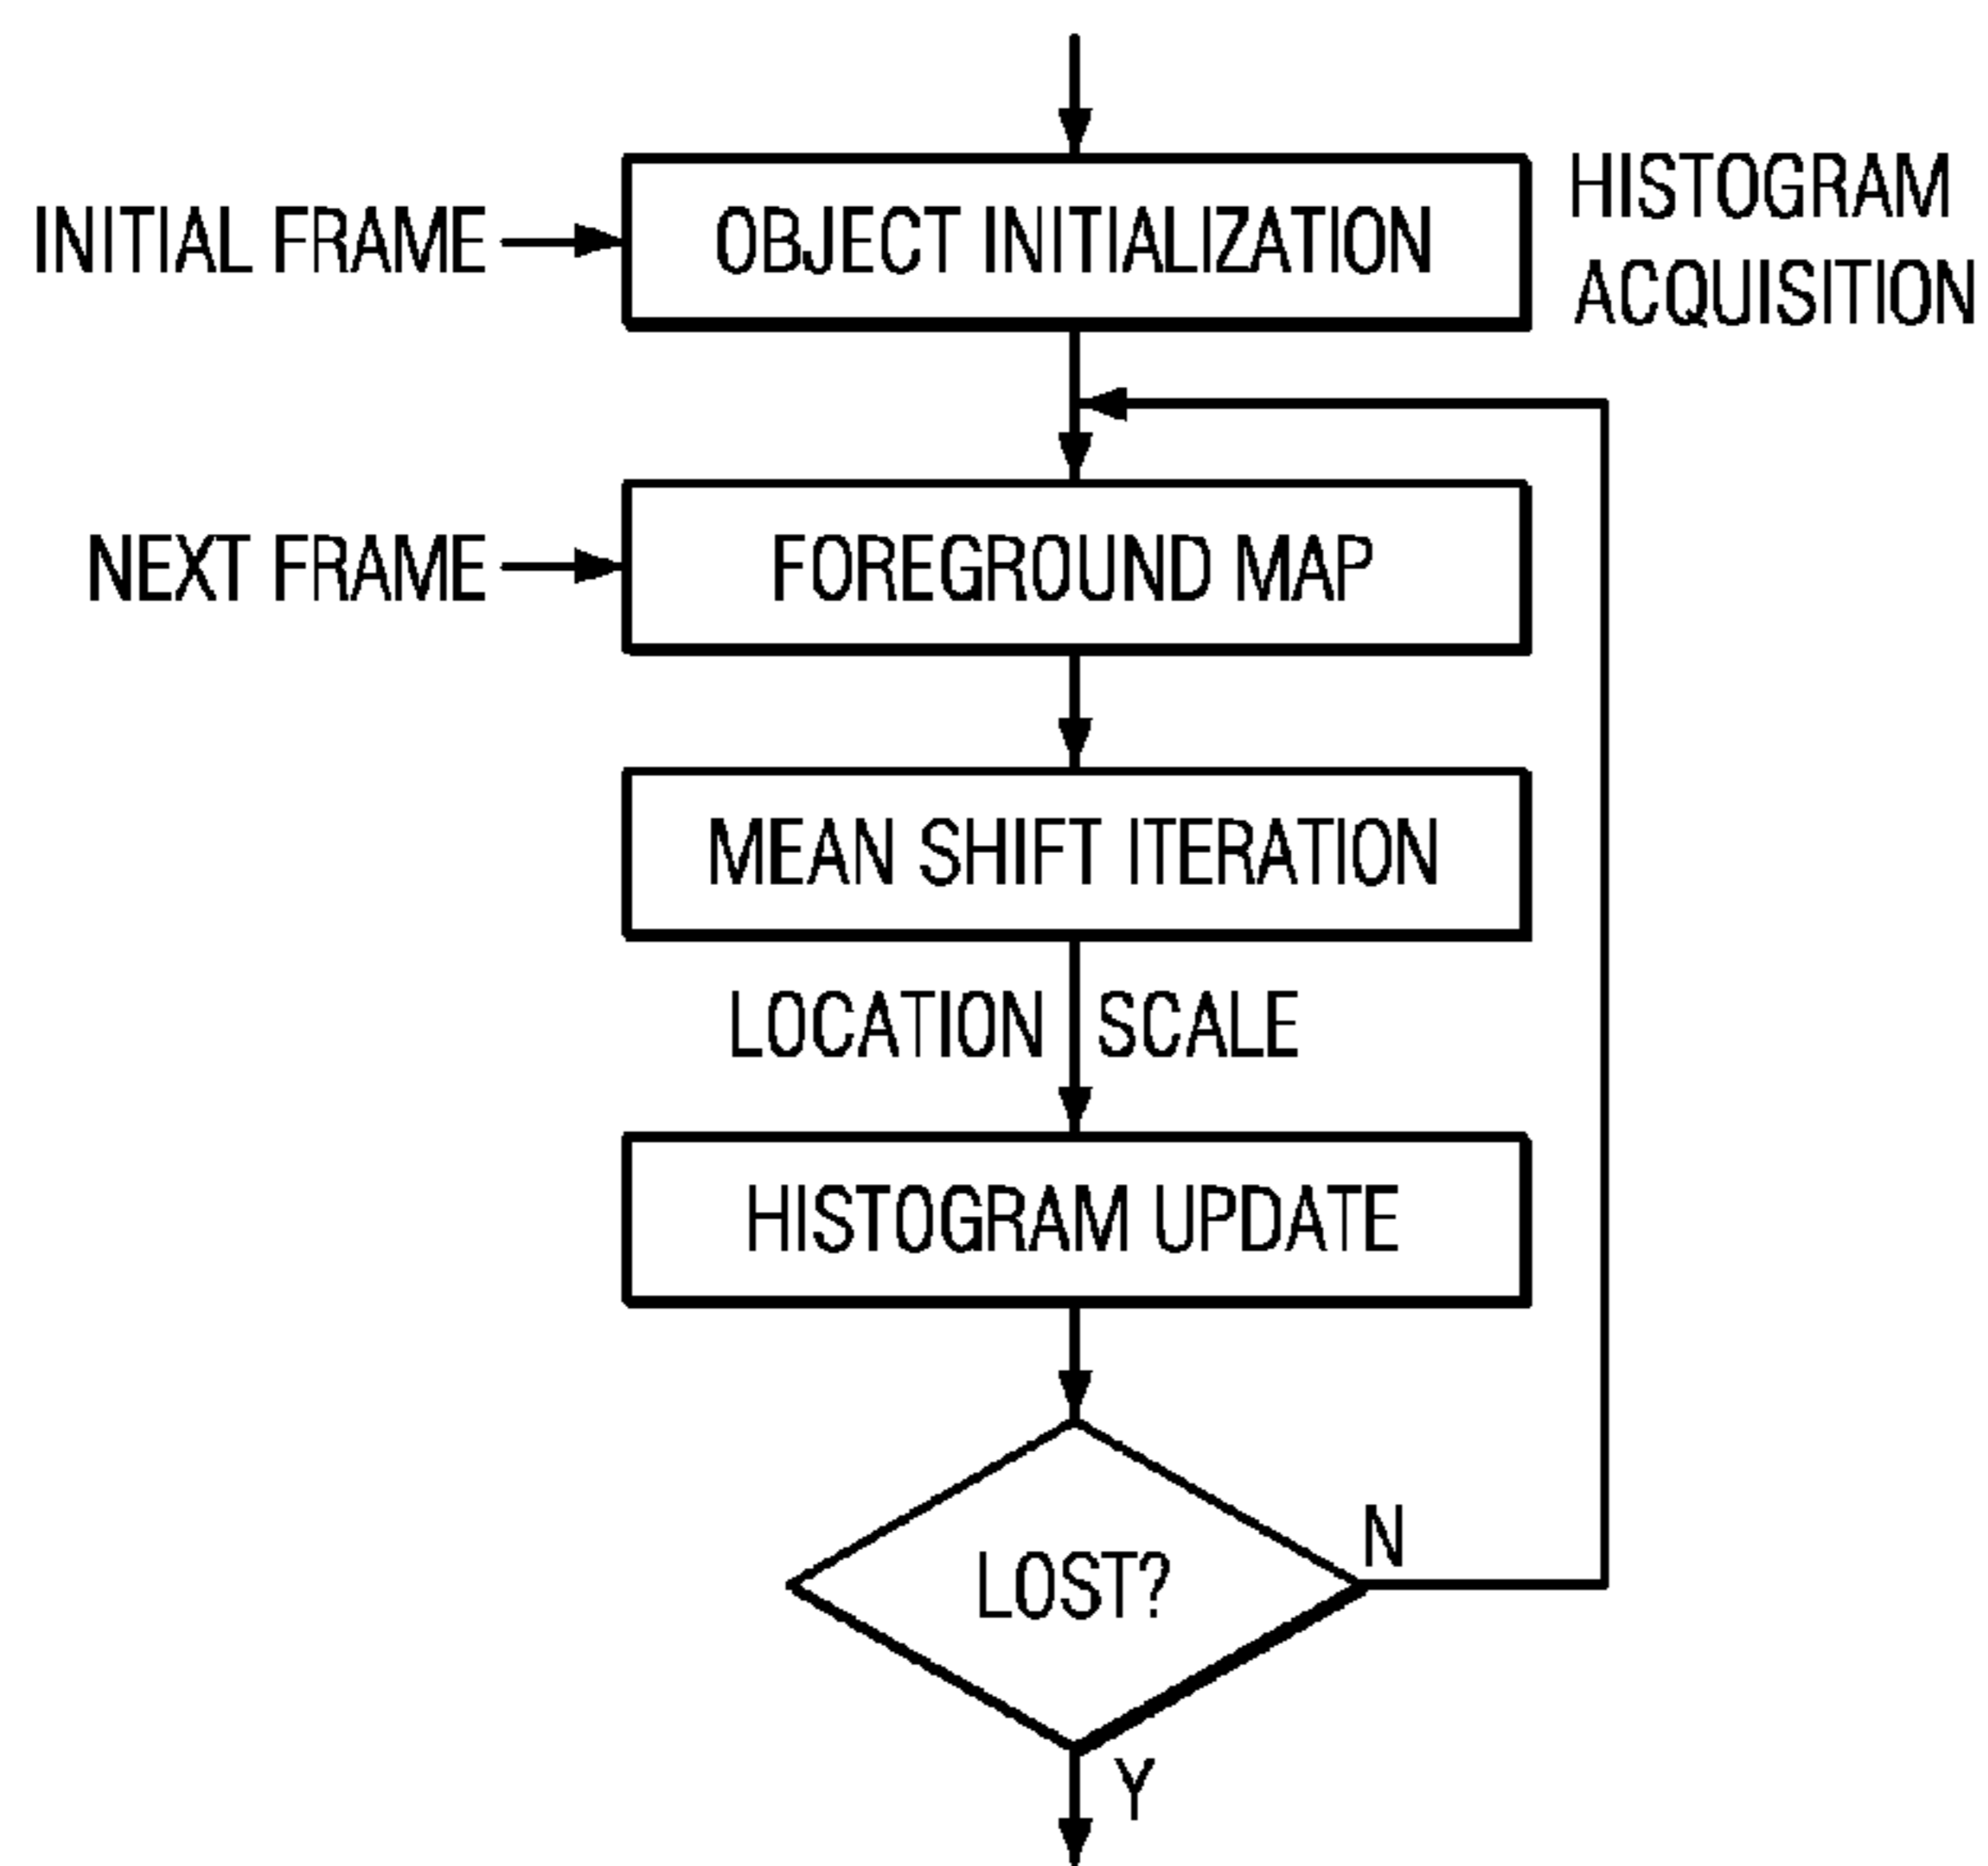 INITIAL FRAME
OBJECT INITIALIZATION
HISTOGRAM
ACQUISITION
NEXT FRAME
FOREGROUND MAP
MEAN SHIFT ITERATION
LOCATION SCALE
HISTOGRAM UPDATE
LOST?
N
Y